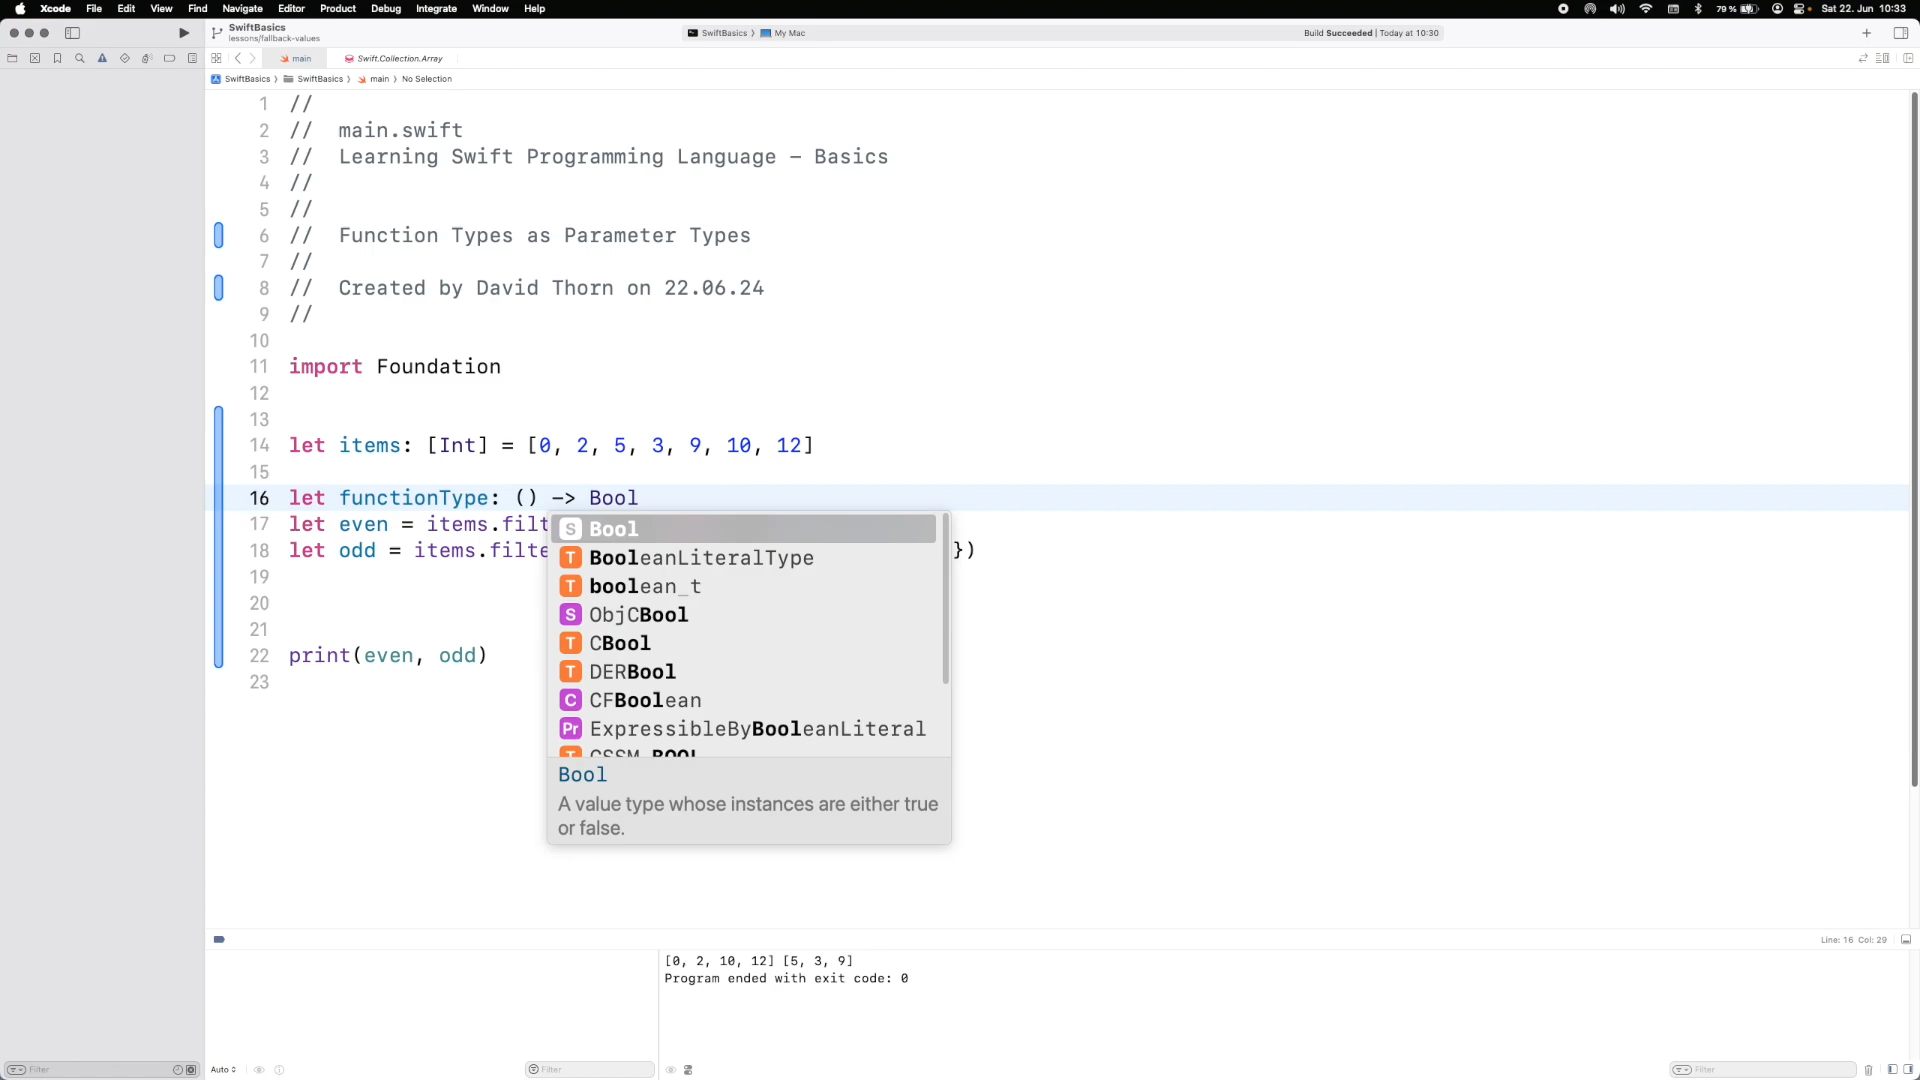 Xcode File Edit View Find Navigate Editor Product Debug Integrate Window Help 79 % Sat 22. Jun 10:33
SwiftBasics
lessons/fallback-values
SwiftBasics 〉 My Mac Build Succeeded | Today at 10:30
main Swift.Collection.Array
SwiftBasics 〉 SwiftBasics 〉 main 〉 No Selection
1 //
2 // main.swift
3 // Learning Swift Programming Language – Basics
4 //
5 //
6 // Function Types as Parameter Types
7 //
8 // Created by David Thorn on 22.06.24
9 //
10
11 import Foundation
12
13
14 let items: [Int] = [0, 2, 5, 3, 9, 10, 12]
15
16 let functionType: () -> Bool
17 let even = items.filt
18 let odd = items.filte })
19
20
21
22 print(even, odd)
23
S Bool
T BooleanLiteralType
T boolean_t
S ObjCBool
T CBool
T DERBool
C CFBoolean
Pr ExpressibleByBooleanLiteral
T CSSM_BOOL
Bool
A value type whose instances are either true
or false.
Line: 16 Col: 29
[0, 2, 10, 12] [5, 3, 9]
Program ended with exit code: 0
Filter Auto Filter Filter